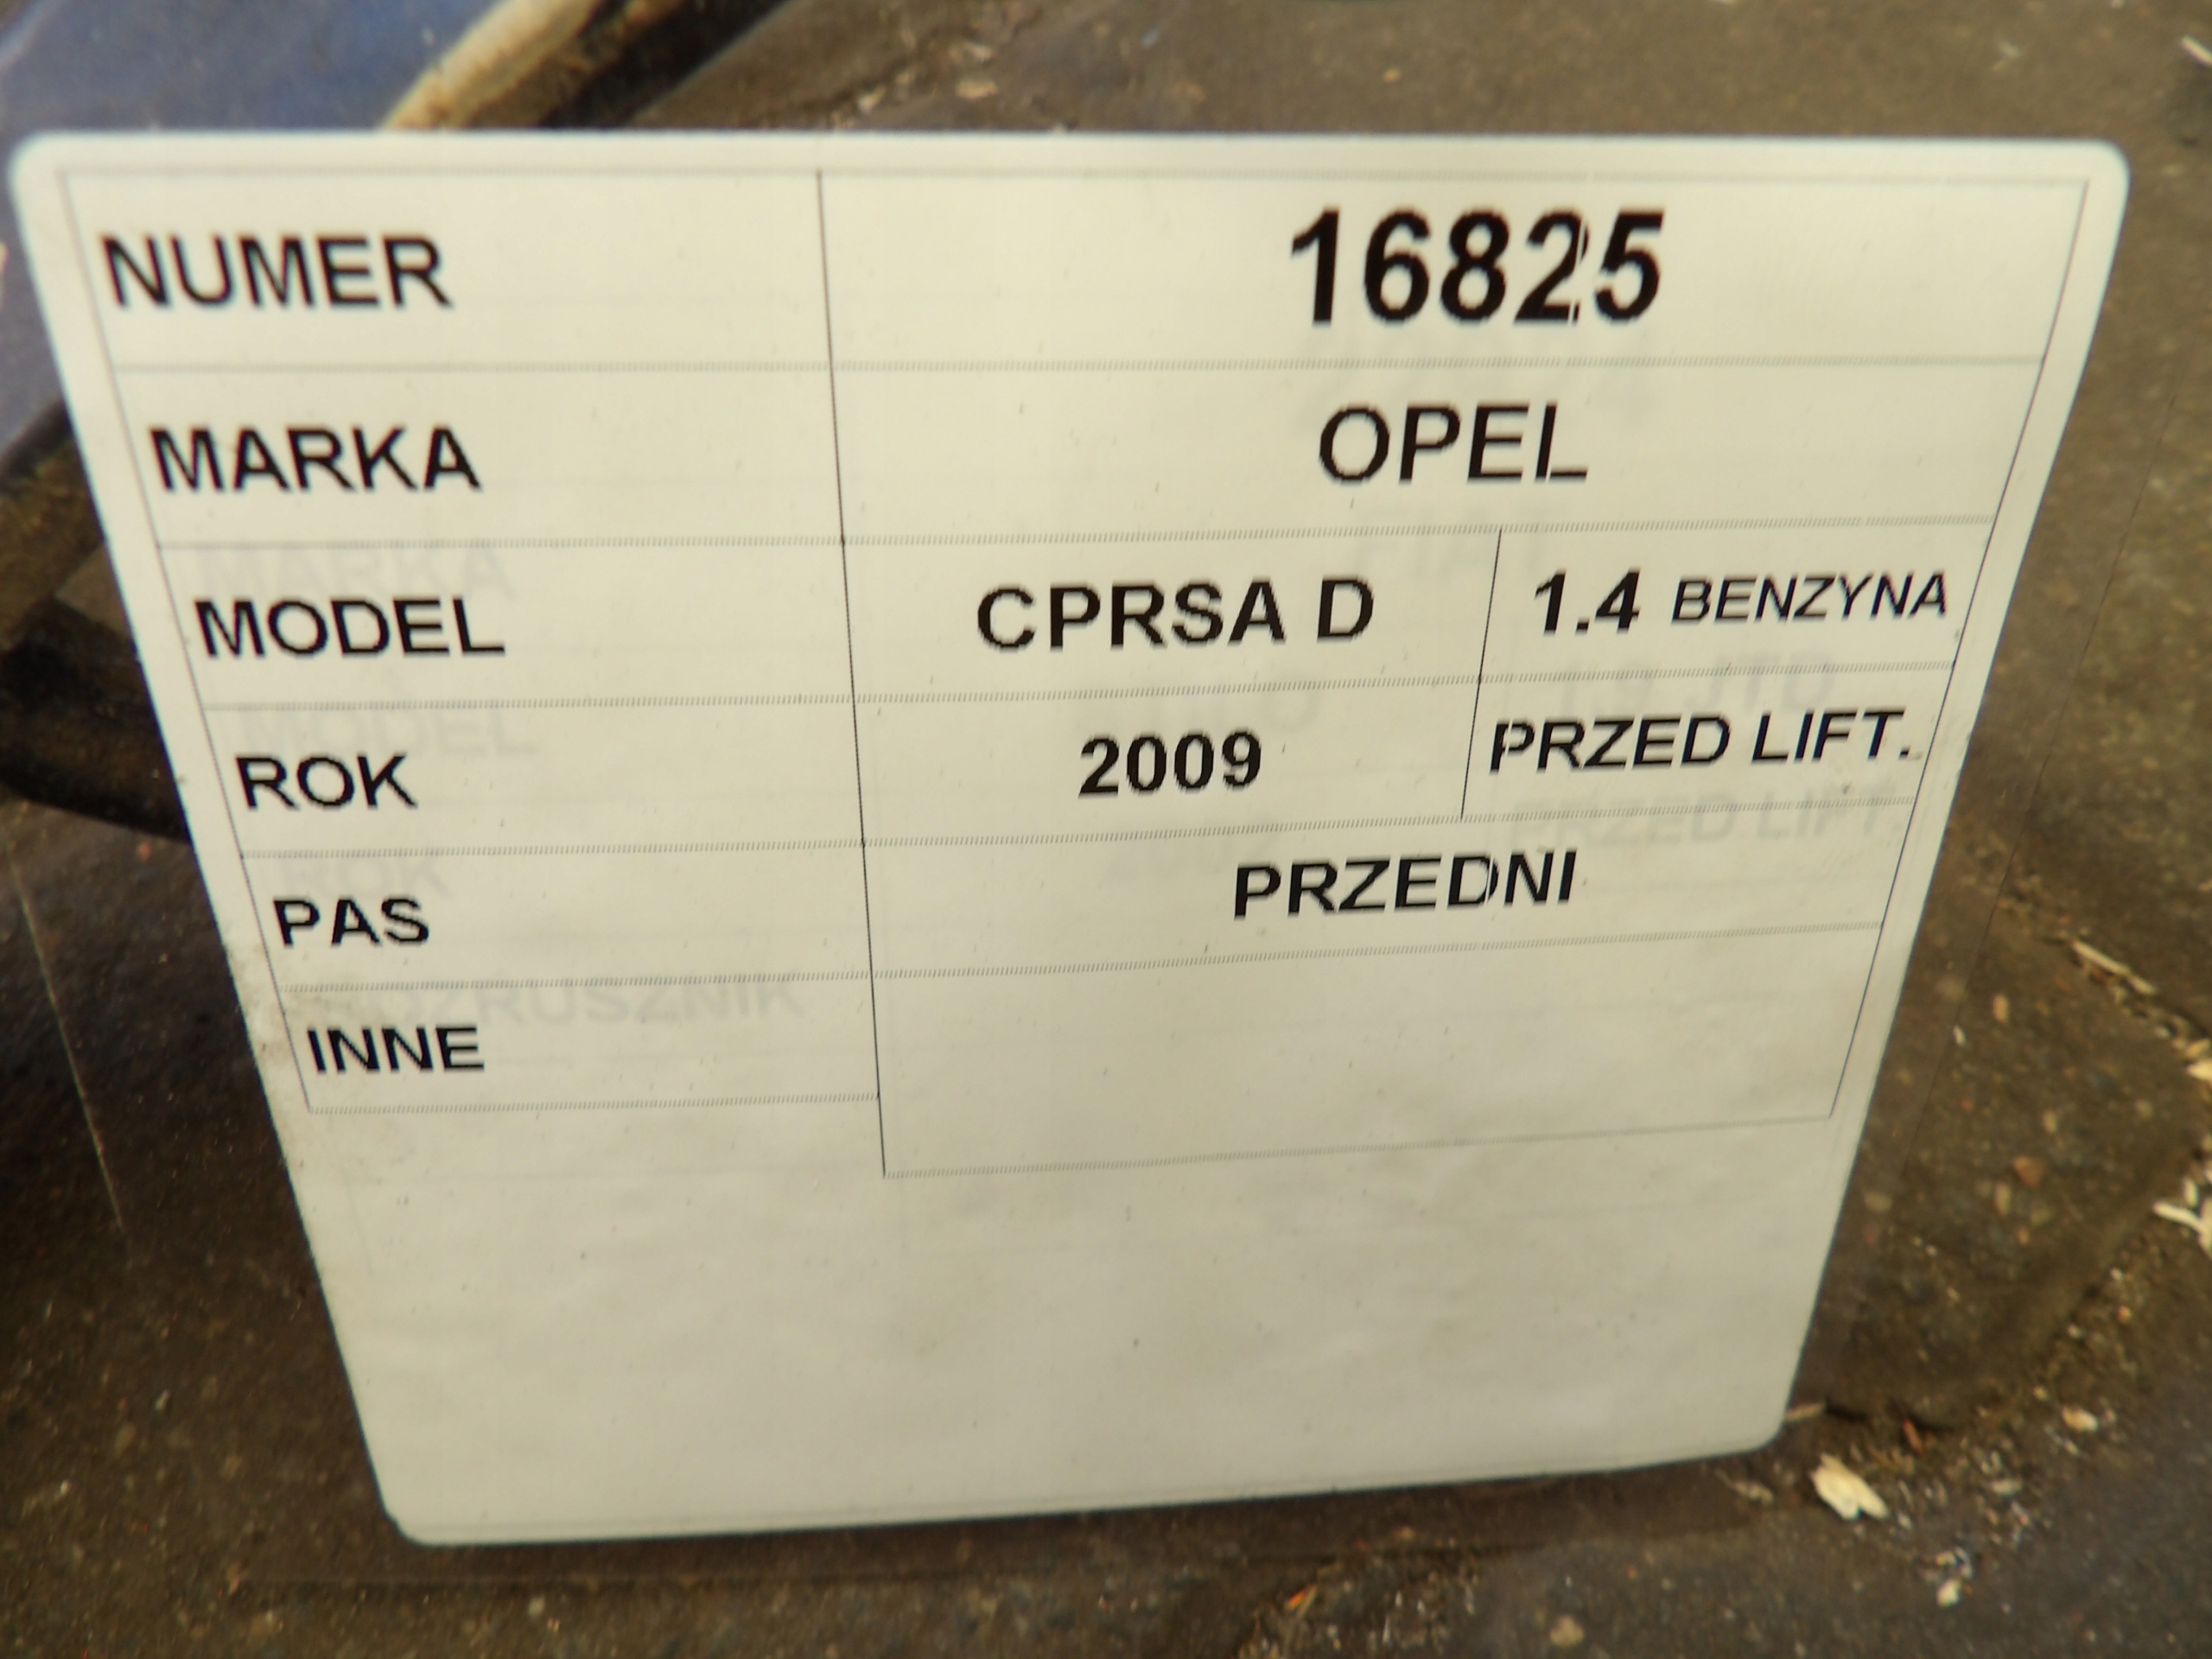 NUMER 16825
MARKA OPEL
MODEL CPRSA D 1.4 BENZYNA
ROK 2009 PRZED LIFT.
PAS PRZEDNI
INNE